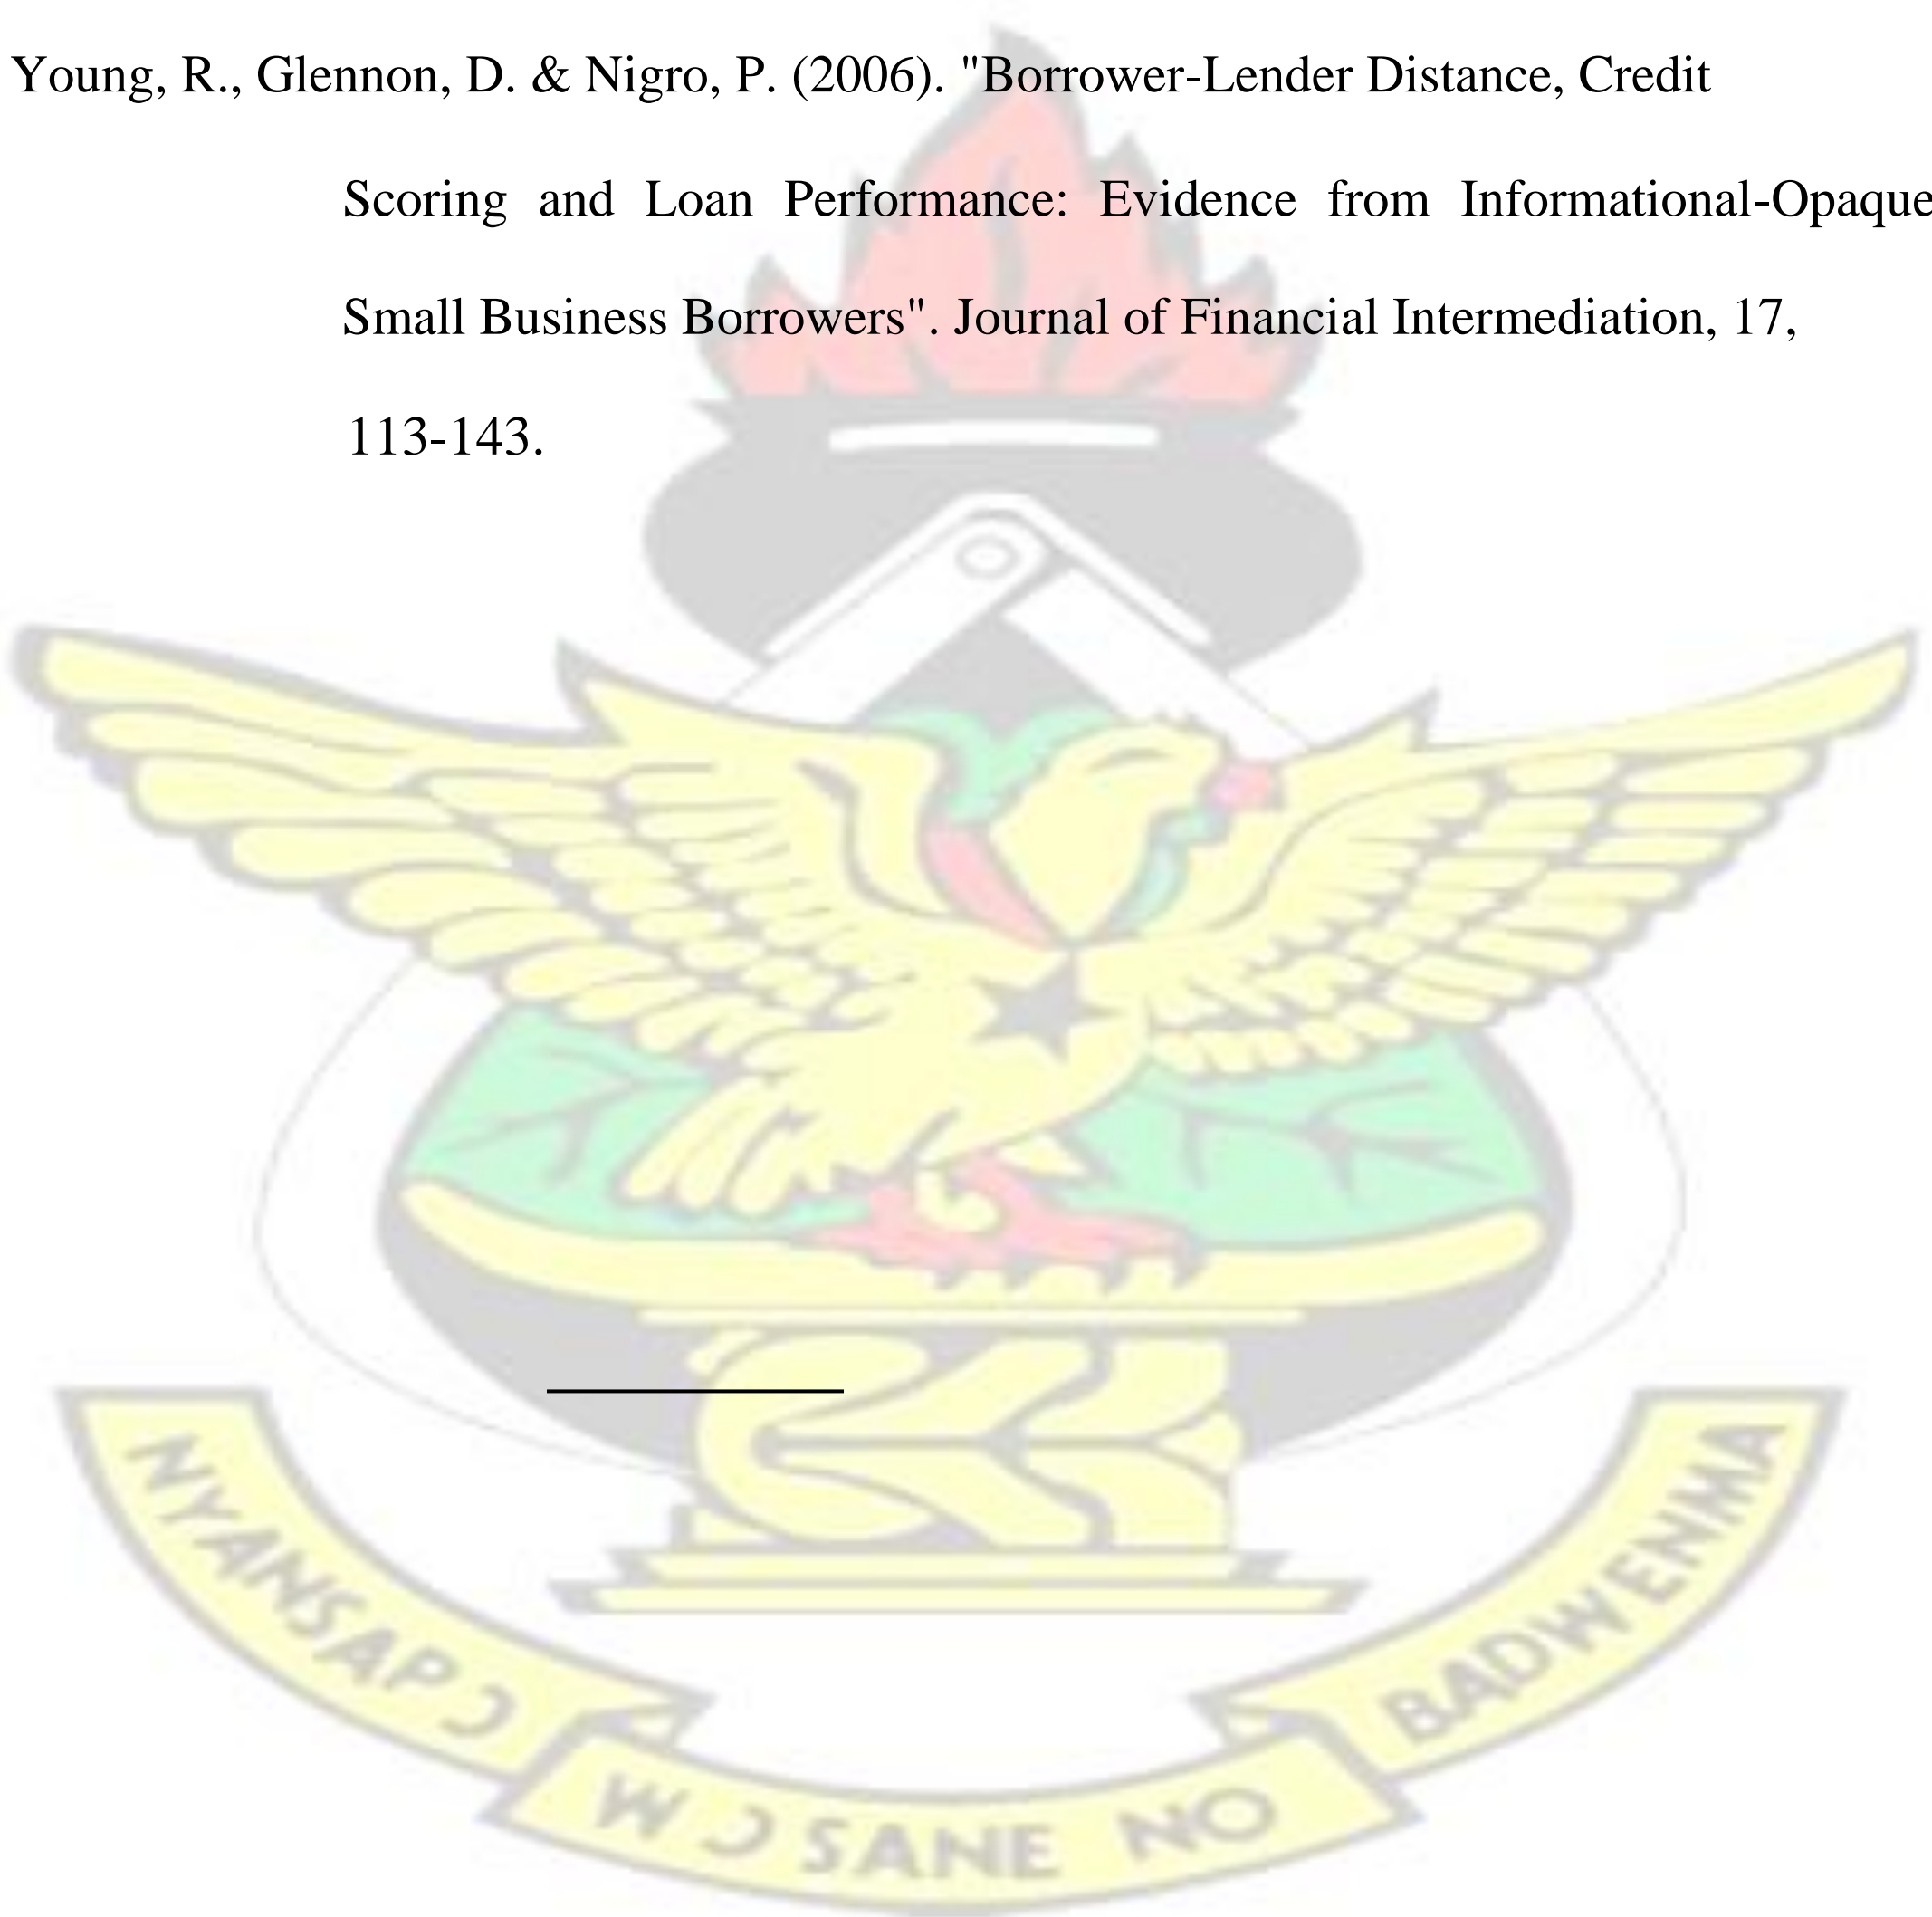 Young, R., Glennon, D. & Nigro, P. (2006). "Borrower-Lender Distance, Credit
Scoring and Loan Performance: Evidence from Informational-Opaque
Small Business Borrowers". Journal of Financial Intermediation, 17,
113-143.
NYANSAPƆ
WƆ SANE NO
BADWENMA